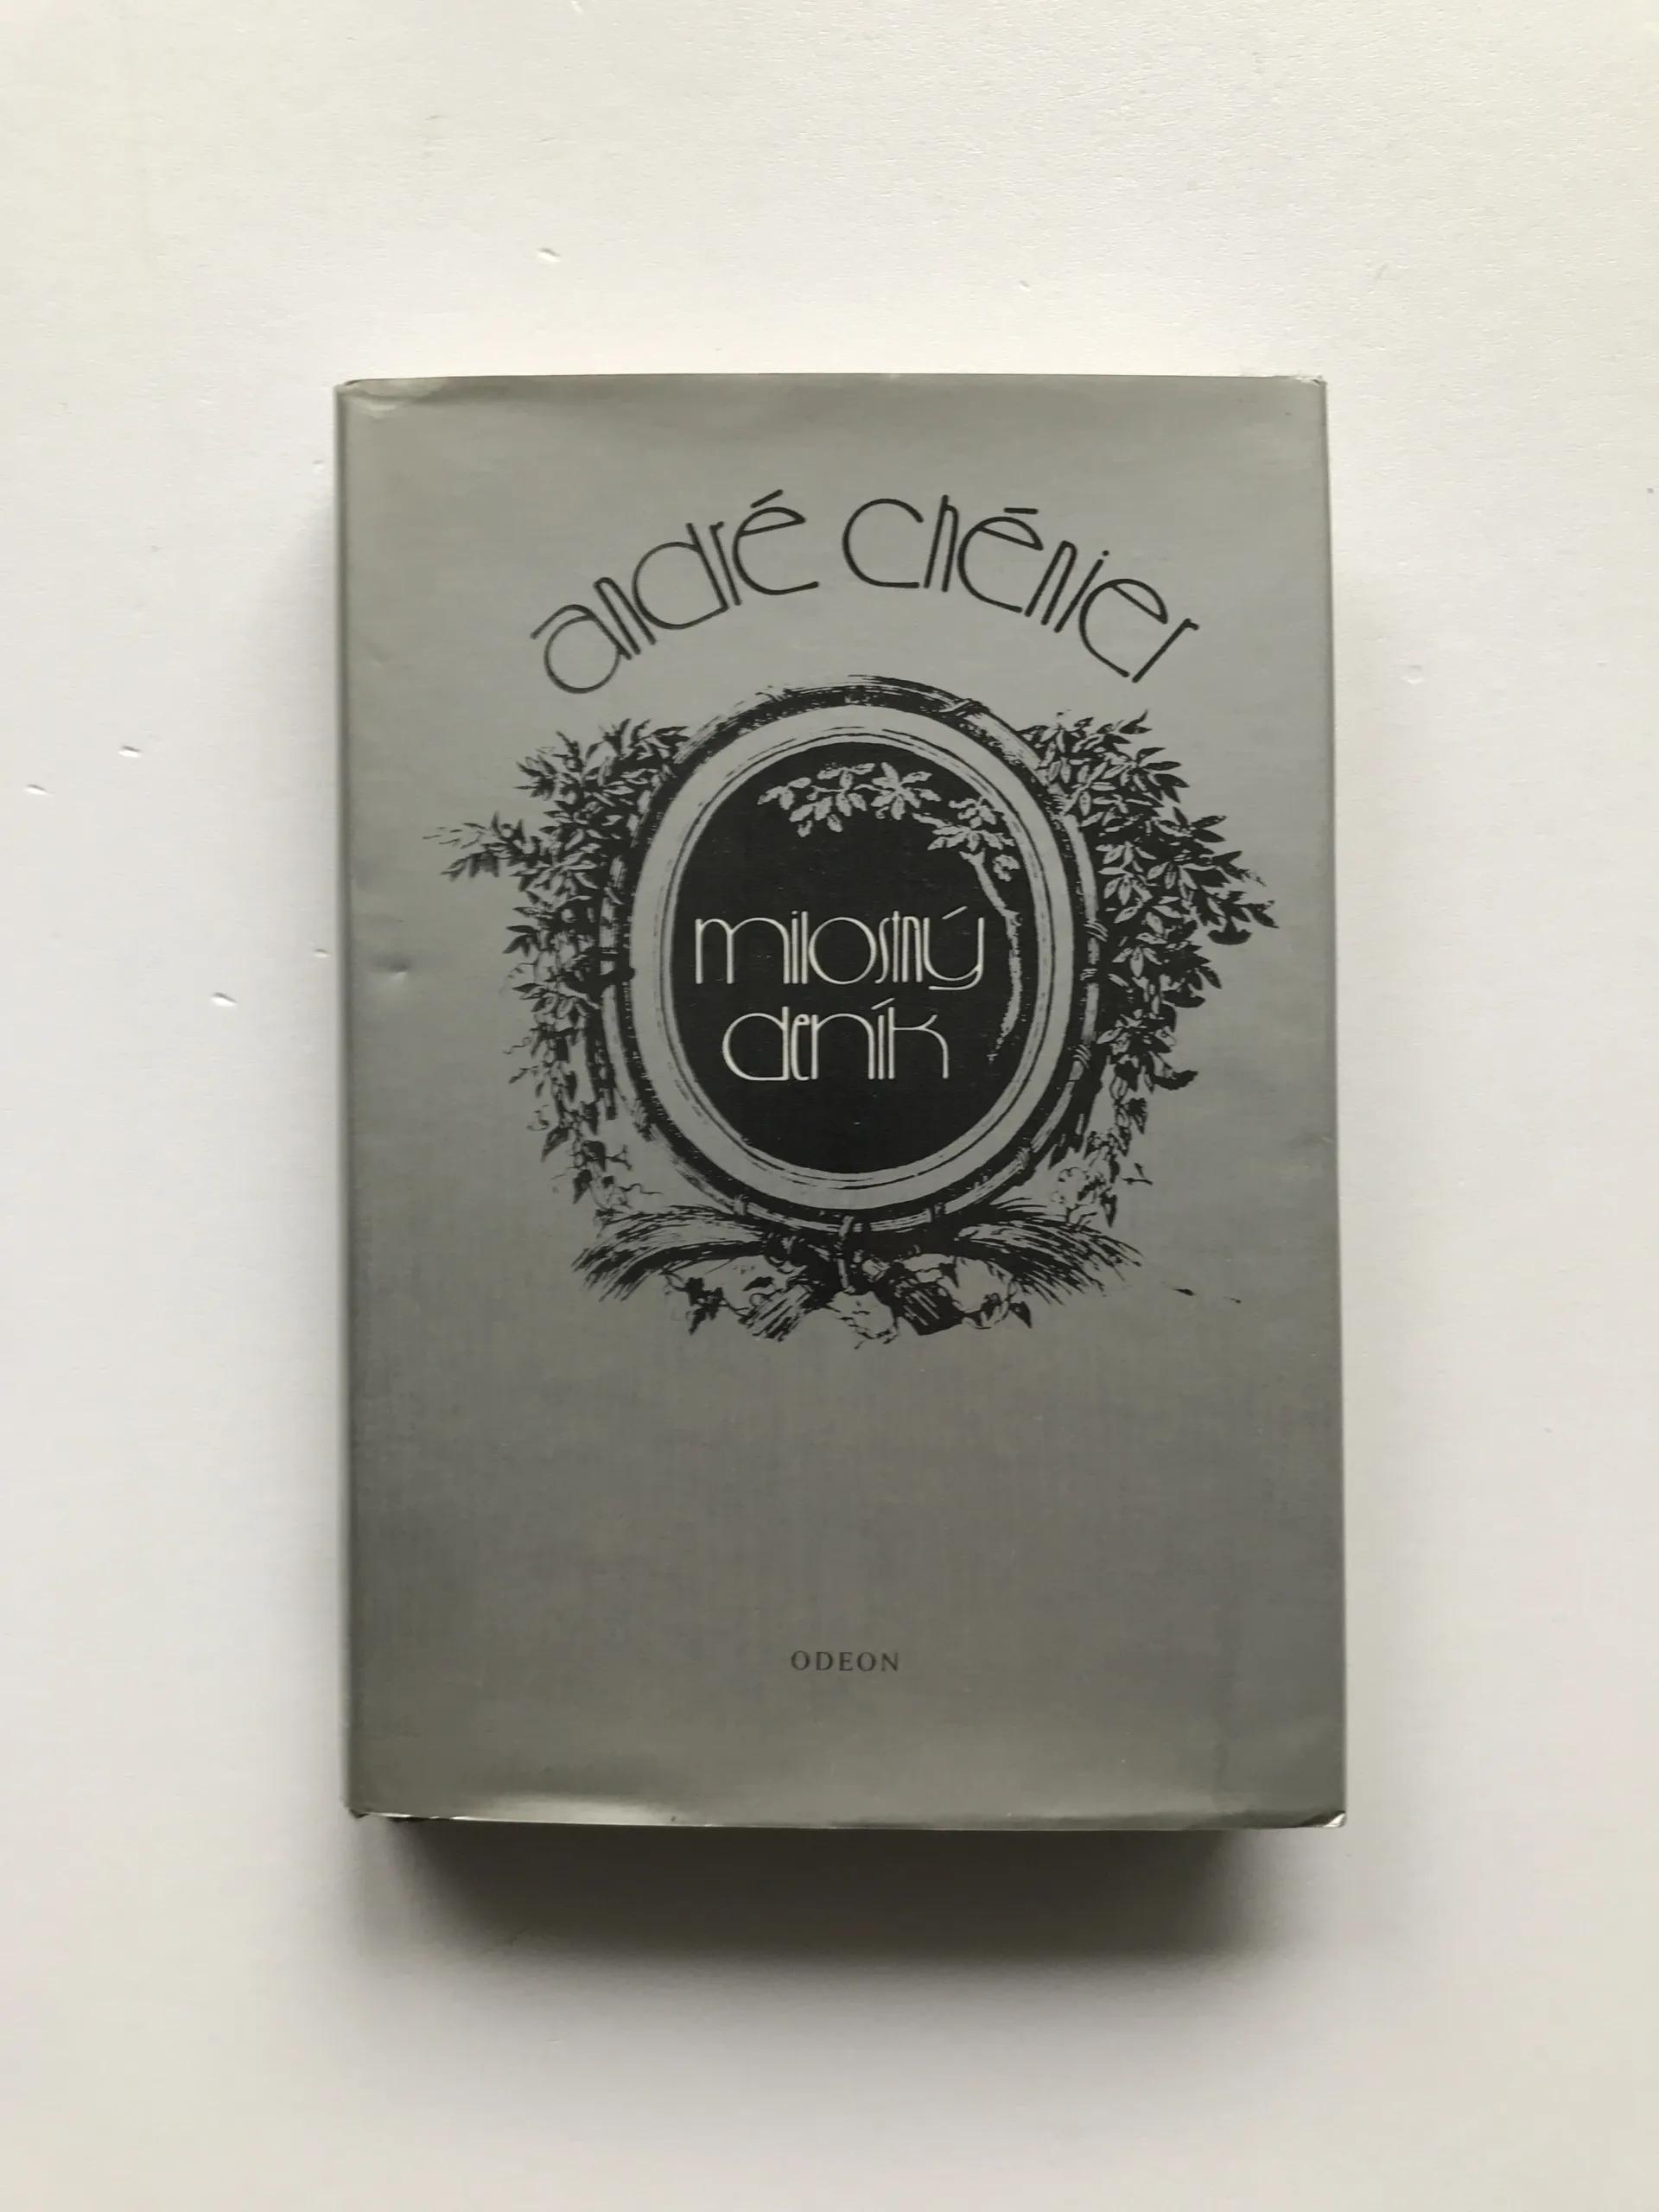 andré chénier
milostný
deník
ODEON